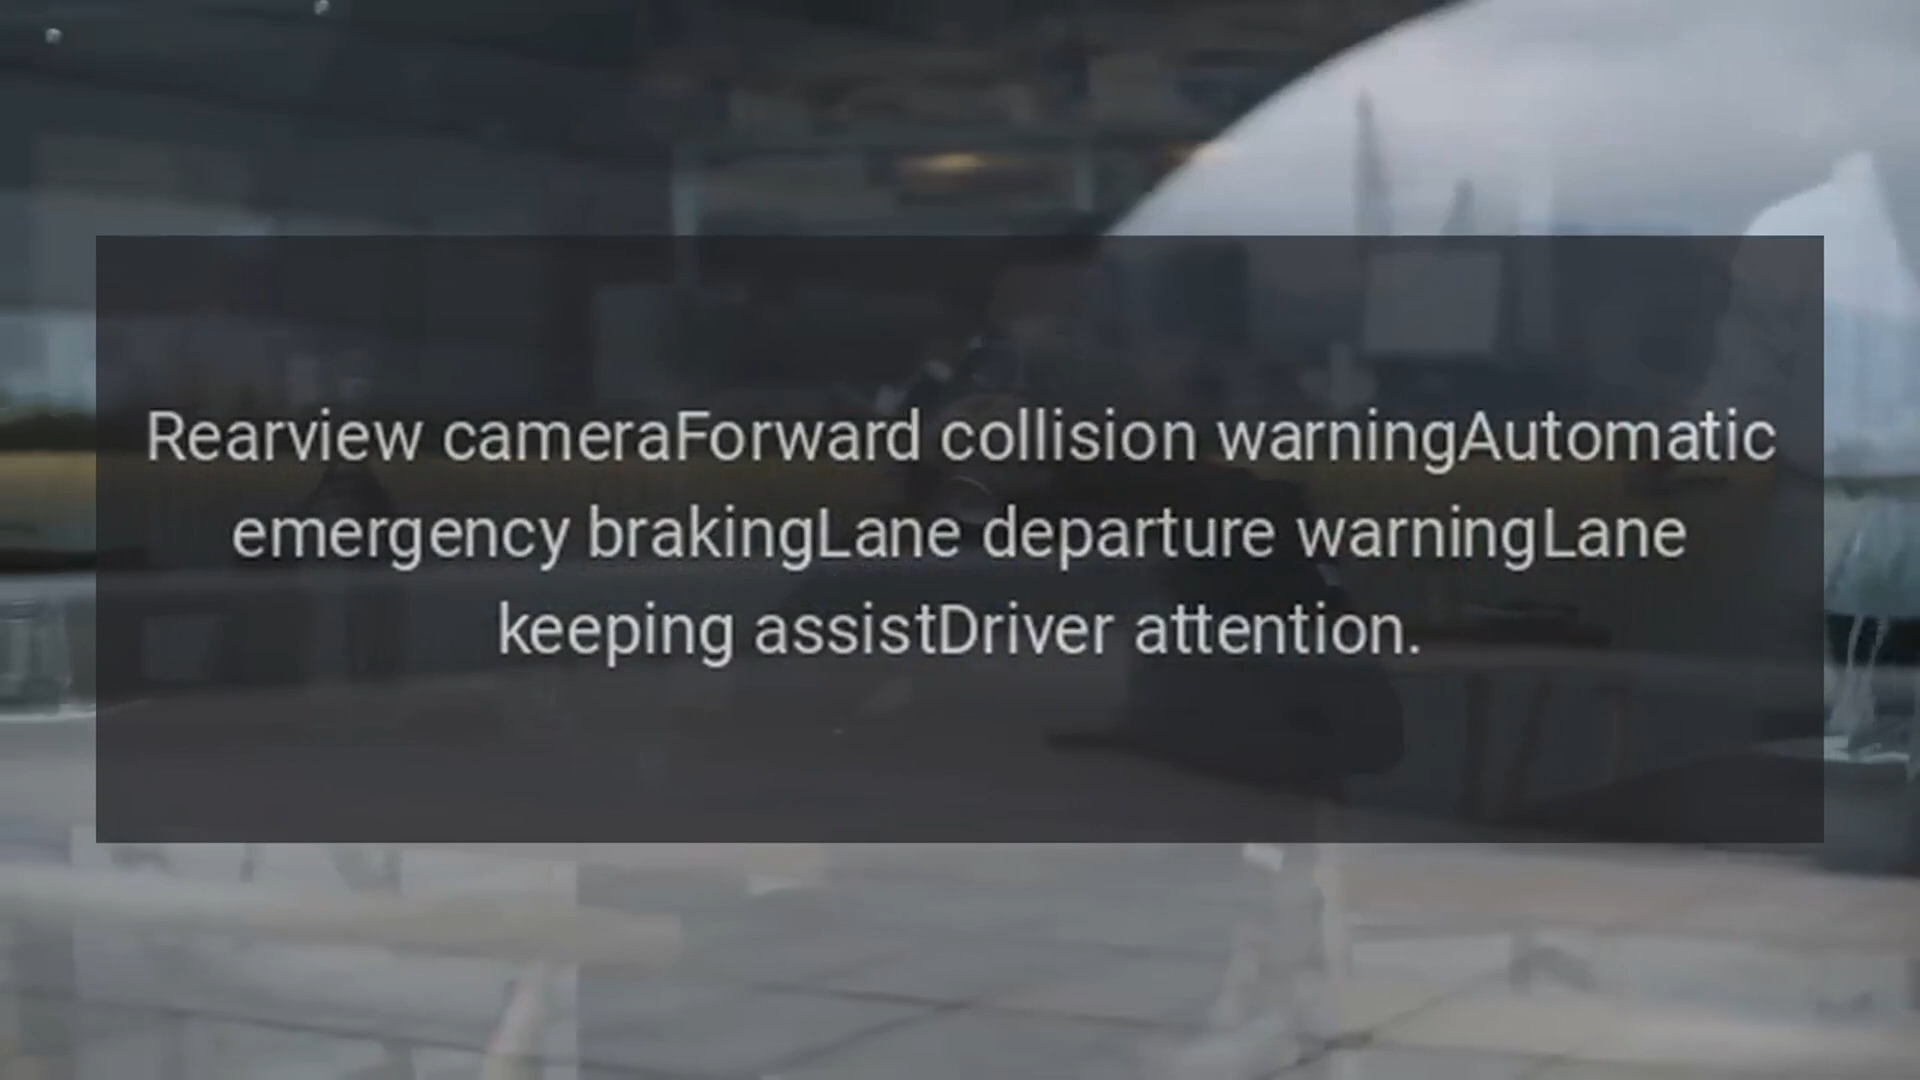 Rearview cameraForward collision warningAutomatic
emergency brakingLane departure warningLane
keeping assistDriver attention.